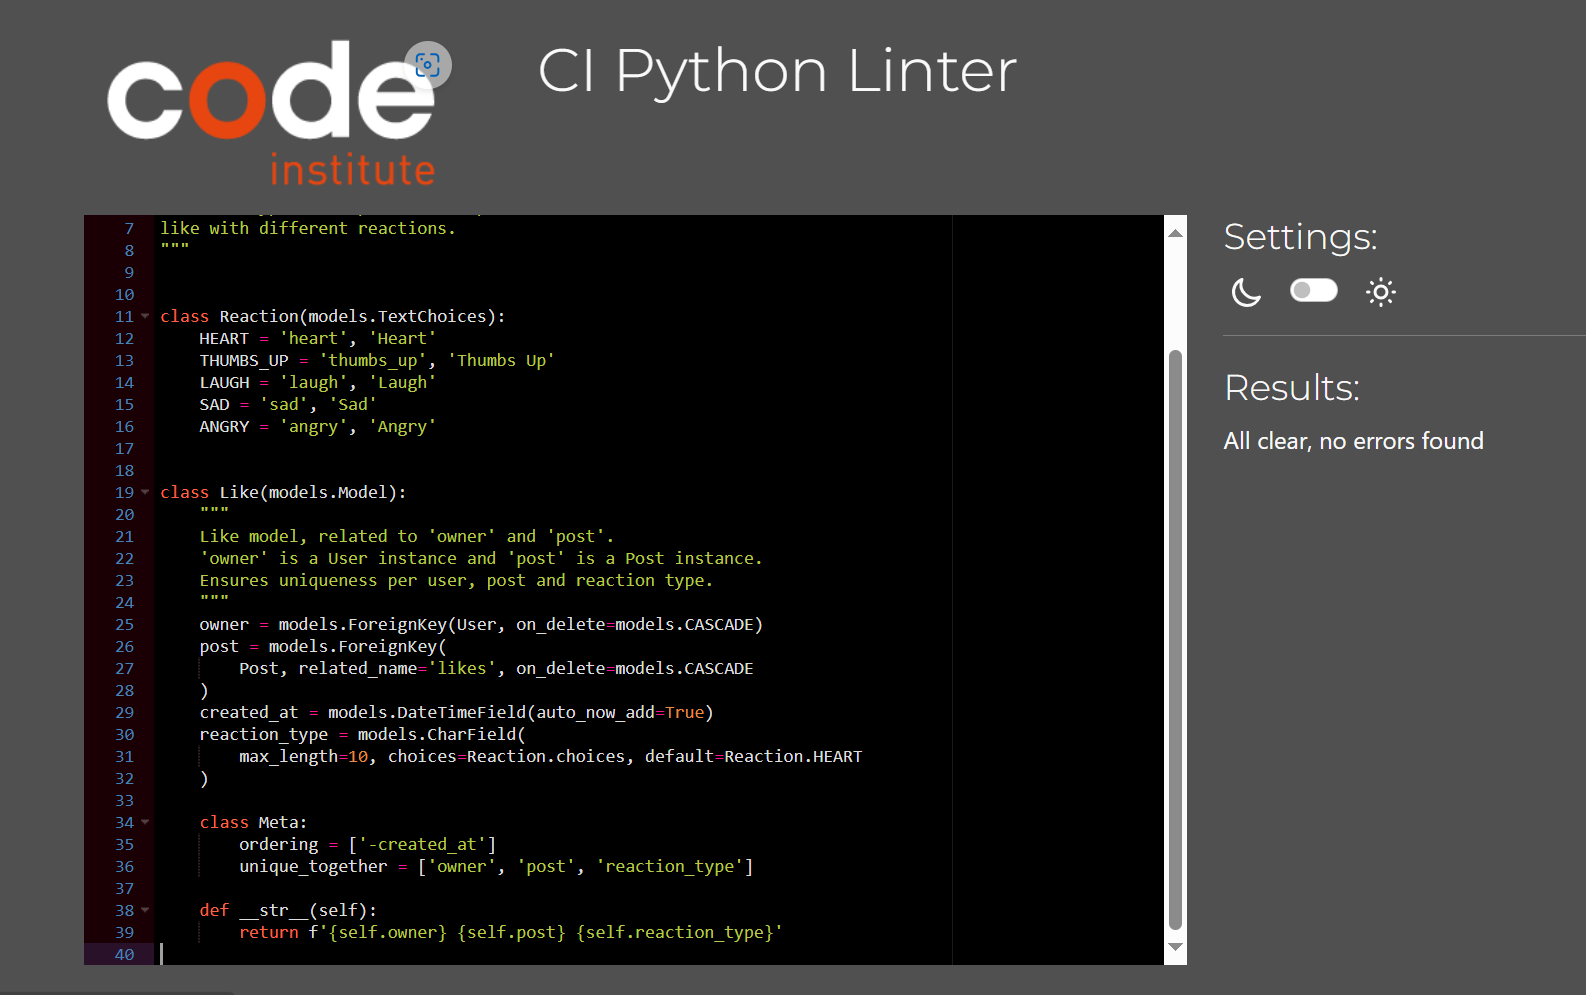 code
institute
CI Python Linter
7 like with different reactions.
8 """
9
10
11 class Reaction(models.TextChoices):
12     HEART = 'heart', 'Heart'
13     THUMBS_UP = 'thumbs_up', 'Thumbs Up'
14     LAUGH = 'laugh', 'Laugh'
15     SAD = 'sad', 'Sad'
16     ANGRY = 'angry', 'Angry'
17
18
19 class Like(models.Model):
20     """
21     Like model, related to 'owner' and 'post'.
22     'owner' is a User instance and 'post' is a Post instance.
23     Ensures uniqueness per user, post and reaction type.
24     """
25     owner = models.ForeignKey(User, on_delete=models.CASCADE)
26     post = models.ForeignKey(
27         Post, related_name='likes', on_delete=models.CASCADE
28     )
29     created_at = models.DateTimeField(auto_now_add=True)
30     reaction_type = models.CharField(
31         max_length=10, choices=Reaction.choices, default=Reaction.HEART
32     )
33
34     class Meta:
35         ordering = ['-created_at']
36         unique_together = ['owner', 'post', 'reaction_type']
37
38     def __str__(self):
39         return f'{self.owner} {self.post} {self.reaction_type}'
40
Settings:
Results:
All clear, no errors found